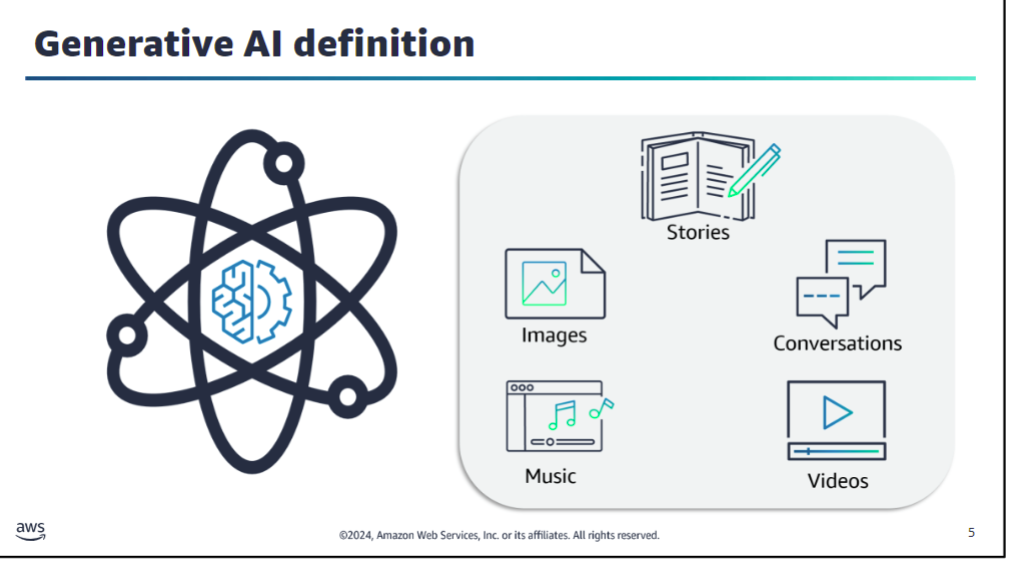 Generative AI definition
Stories
Images
Conversations
Music
Videos
aws
©2024, Amazon Web Services, Inc. or its affiliates. All rights reserved.
5